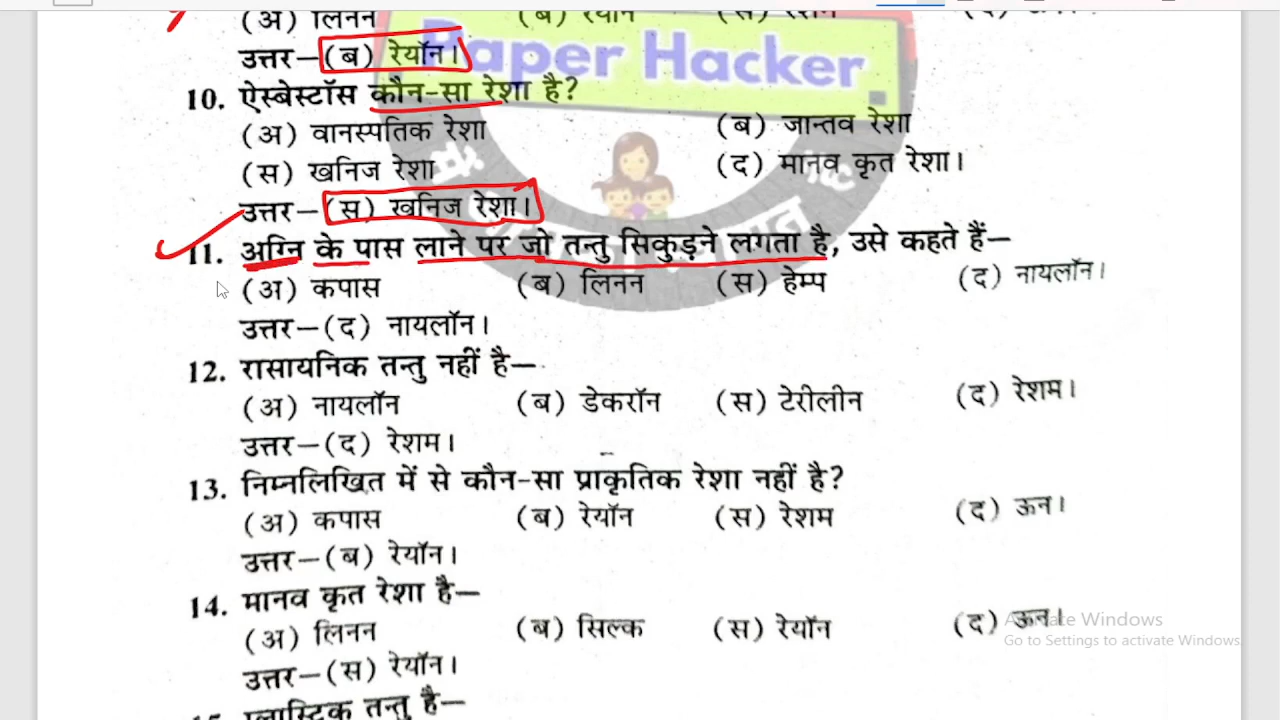 (अ) लिनन (ब) रेयॉन (स) रेशम
उत्तर–(ब) रेयॉन।
Paper Hacker
10. ऐस्बेस्टॉस कौन-सा रेशा है?
(अ) वानस्पतिक रेशा (ब) जान्तव रेशा
(स) खनिज रेशा (द) मानव कृत रेशा।
उत्तर–(स) खनिज रेशा।
11. अग्नि के पास लाने पर जो तन्तु सिकुड़ने लगता है, उसे कहते हैं–
(अ) कपास (ब) लिनन (स) हेम्प (द) नायलॉन।
उत्तर–(द) नायलॉन।
12. रासायनिक तन्तु नहीं है–
(अ) नायलॉन (ब) डेकरॉन (स) टेरीलीन (द) रेशम।
उत्तर–(द) रेशम।
13. निम्नलिखित में से कौन-सा प्राकृतिक रेशा नहीं है?
(अ) कपास (ब) रेयॉन (स) रेशम (द) ऊन।
उत्तर–(ब) रेयॉन।
14. मानव कृत रेशा है–
(अ) लिनन (ब) सिल्क (स) रेयॉन (द) ऊन।
Activate Windows
Go to Settings to activate Windows.
उत्तर–(स) रेयॉन।
15. प्लास्टिक तन्तु है–